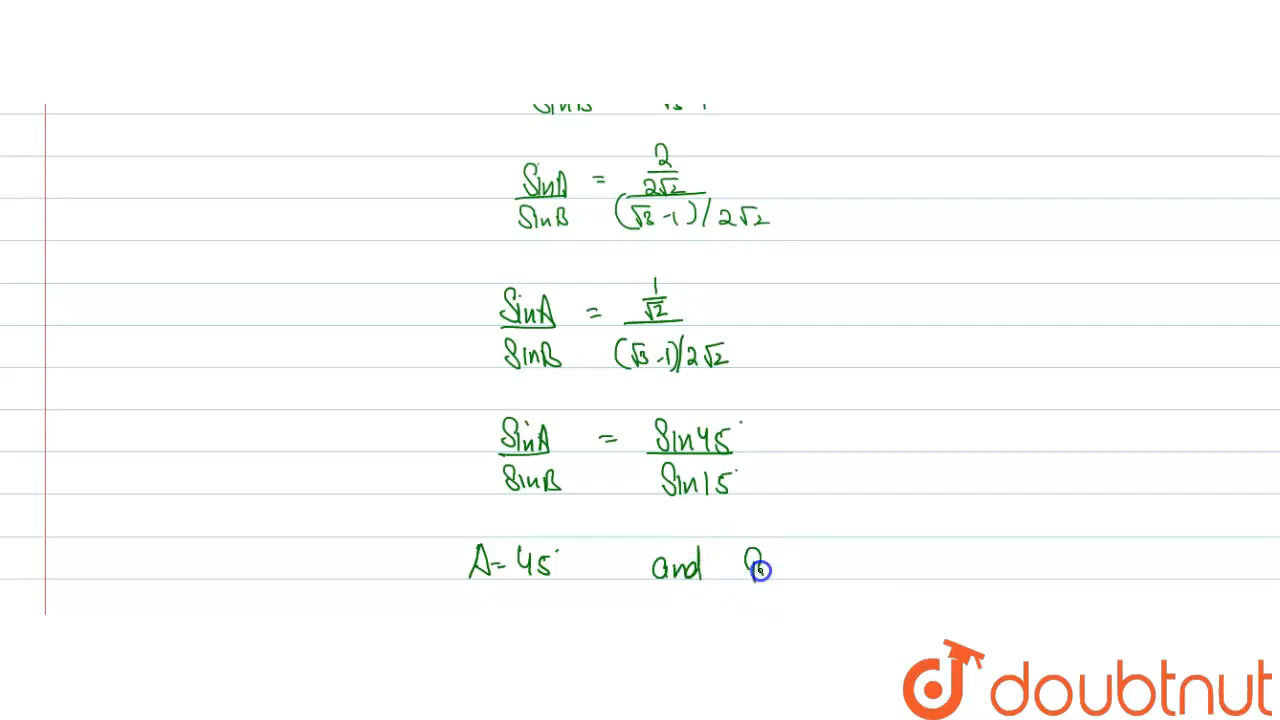 SinA/SinB = (2/2√2)/((√3-1)/2√2)
SinA/SinB = (1/√2)/((√3-1)/2√2)
SinA/SinB = Sin45°/Sin15°
A=45° and
doubtnut